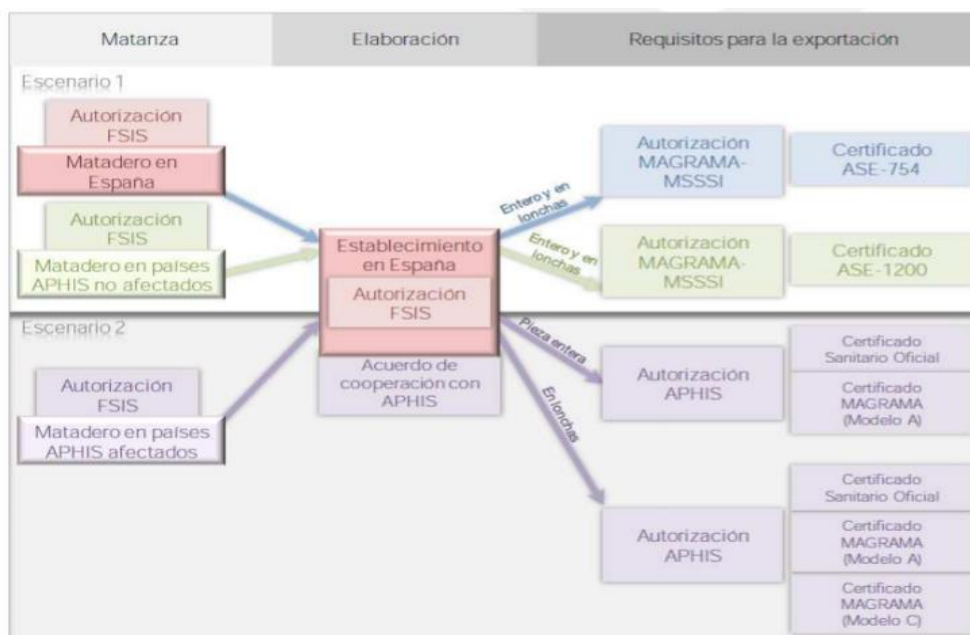 Matanza
Elaboración
Requisitos para la exportación
Escenario 1
Autorización
FSIS
Matadero en
España
Autorización
FSIS
Matadero en países
APHIS no afectados
Establecimiento
en España
Autorización
FSIS
Acuerdo de
cooperación con
APHIS
Entero y en
lonchas
Autorización
MAGRAMA-
MSSSI
Certificado
ASE-754
Entero y en
lonchas
Autorización
MAGRAMA-
MSSSI
Certificado
ASE-1200
Escenario 2
Autorización
FSIS
Matadero en países
APHIS afectados
Pieza entera
Autorización
APHIS
Certificado
Sanitario Oficial
Certificado
MAGRAMA
(Modelo A)
En lonchas
Autorización
APHIS
Certificado
Sanitario Oficial
Certificado
MAGRAMA
(Modelo A)
Certificado
MAGRAMA
(Modelo C)